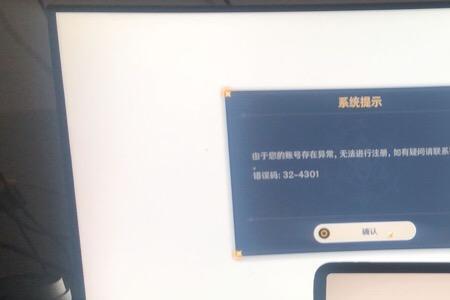 系统提示
由于您的账号存在异常，无法进行注册，如有疑问请联系
错误码: 32-4301
确认